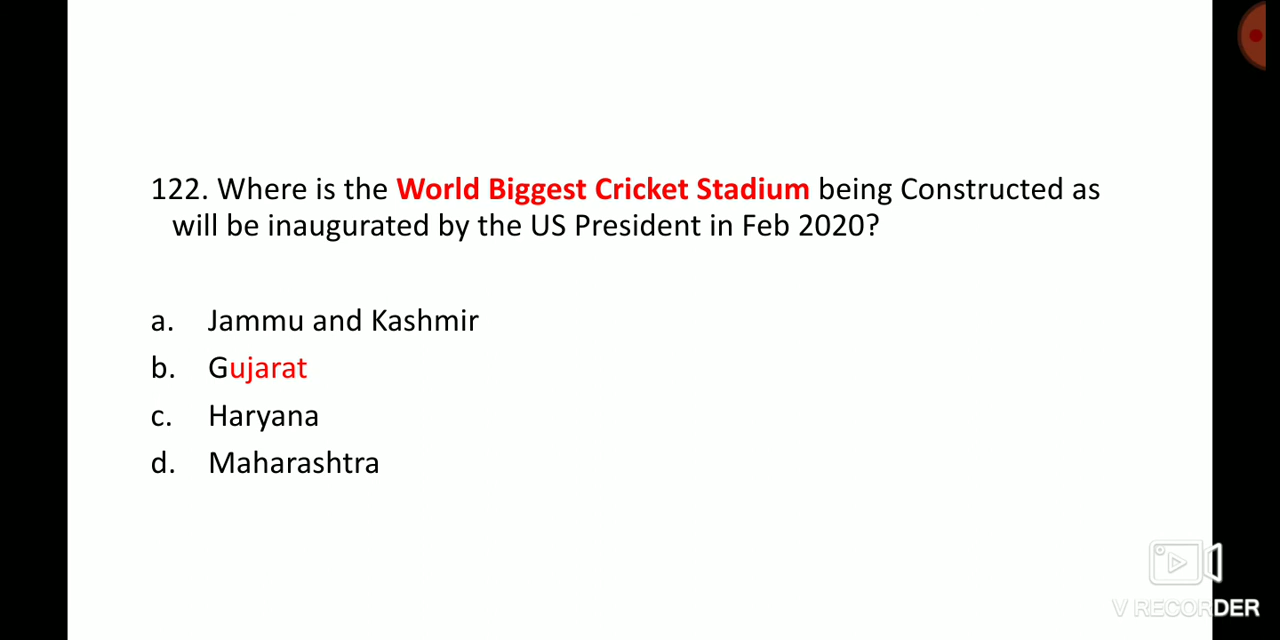 122. Where is the World Biggest Cricket Stadium being Constructed as
will be inaugurated by the US President in Feb 2020?
a. Jammu and Kashmir
b. Gujarat
c. Haryana
d. Maharashtra
V RECORDER